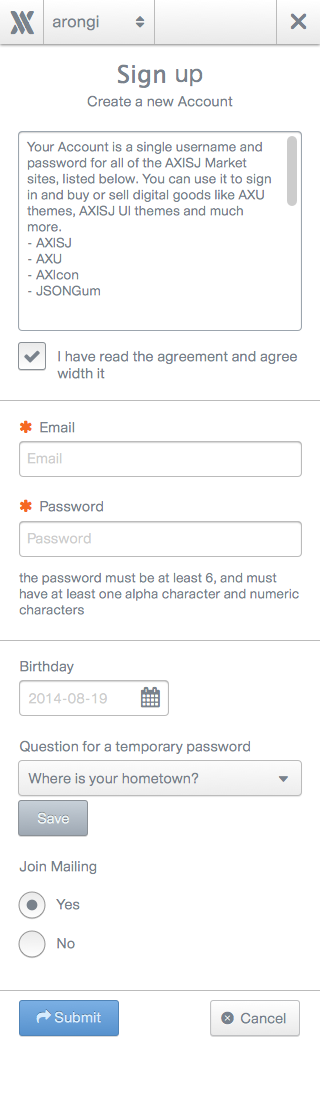 arongi
Sign up
Create a new Account
Your Account is a single username and
password for all of the AXISJ Market
sites, listed below. You can use it to sign
in and buy or sell digital goods like AXU
themes, AXISJ UI themes and much
more.
- AXISJ
- AXU
- AXIcon
- JSONGum
I have read the agreement and agree
width it
✱ Email
Email
✱ Password
Password
the password must be at least 6, and must
have at least one alpha character and numeric
characters
Birthday
2014-08-19
Question for a temporary password
Where is your hometown?
Save
Join Mailing
Yes
No
Submit
Cancel